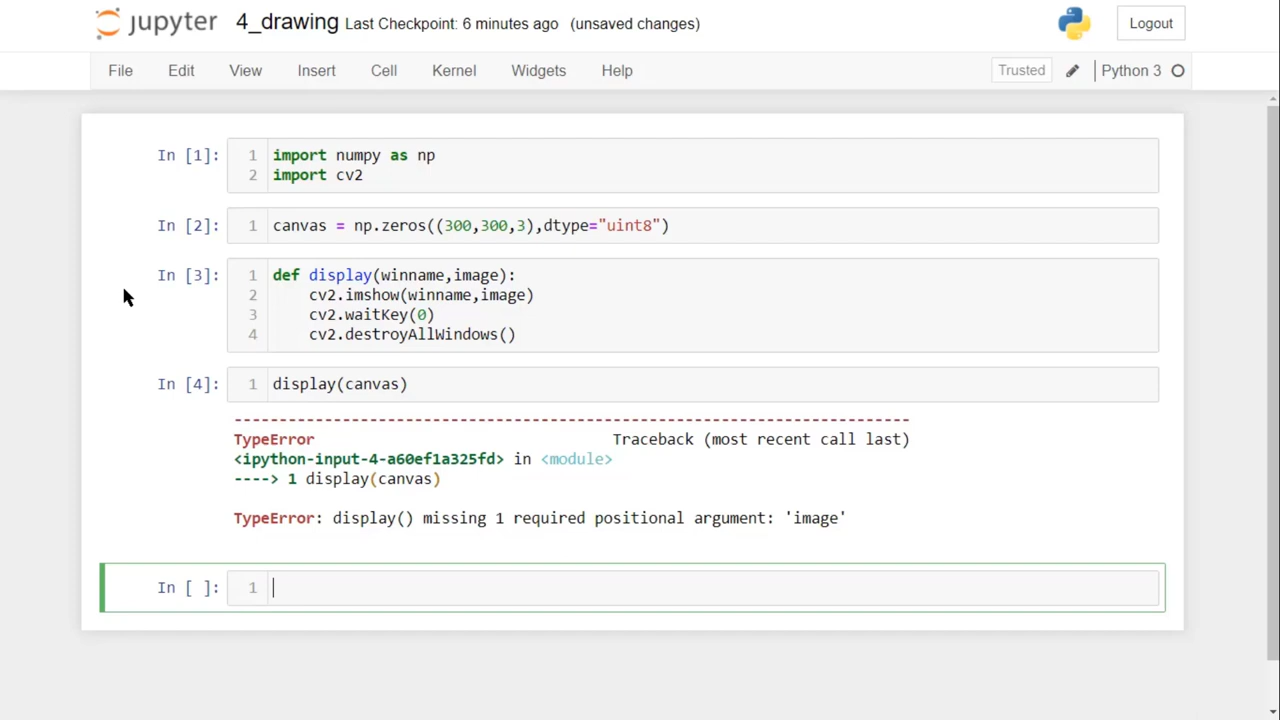 jupyter 4_drawing Last Checkpoint: 6 minutes ago (unsaved changes) Logout
File Edit View Insert Cell Kernel Widgets Help Trusted Python 3
In [1]: 1 import numpy as np
2 import cv2
In [2]: 1 canvas = np.zeros((300,300,3),dtype="uint8")
In [3]: 1 def display(winname,image):
2     cv2.imshow(winname,image)
3     cv2.waitKey(0)
4     cv2.destroyAllWindows()
In [4]: 1 display(canvas)
---------------------------------------------------------------------------
TypeError                                 Traceback (most recent call last)
<ipython-input-4-a60ef1a325fd> in <module>
----> 1 display(canvas)
TypeError: display() missing 1 required positional argument: 'image'
In [ ]: 1